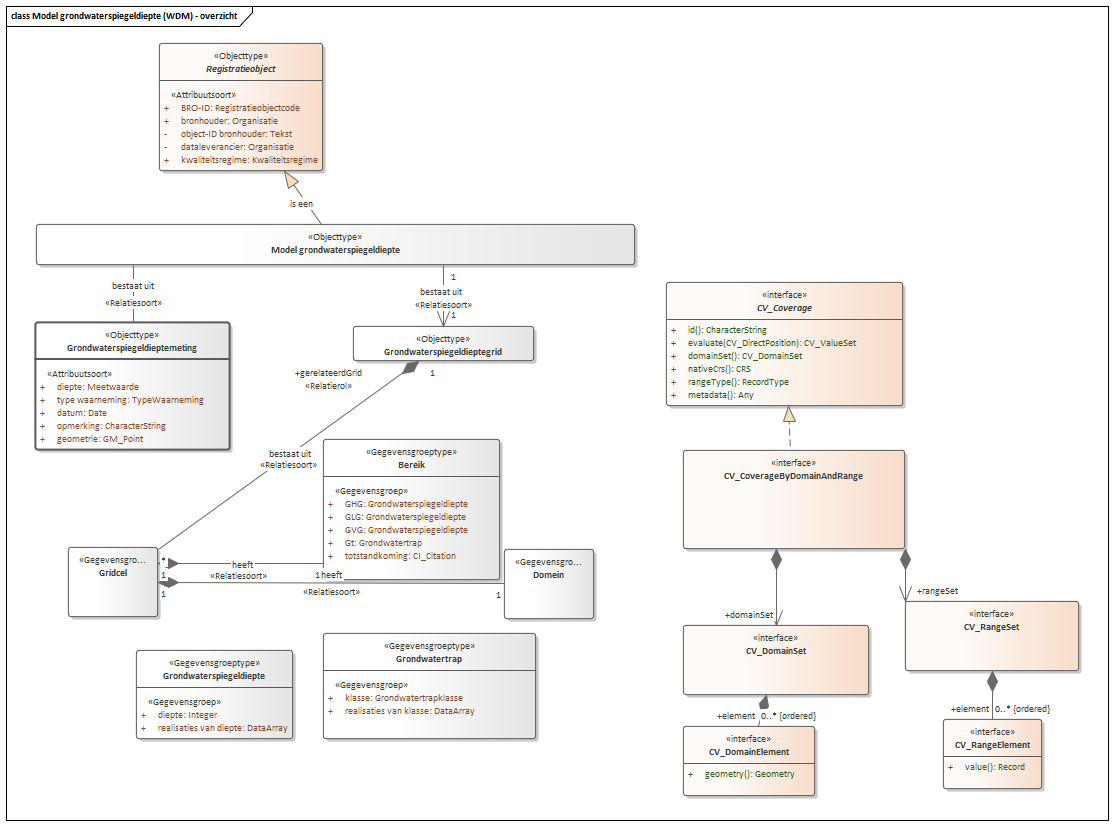 class Model grondwaterspiegeldiepte (WDM) - overzicht
«Objecttype»
Registratieobject
«Attribuutsoort»
+ BRO-ID: Registratieobjectcode
+ bronhouder: Organisatie
- object-ID bronhouder: Tekst
- dataleverancier: Organisatie
+ kwaliteitsregime: Kwaliteitsregime
is een
«Objecttype»
Model grondwaterspiegeldiepte
bestaat uit
«Relatiesoort»
1
bestaat uit
«Relatiesoort»
1
«Objecttype»
Grondwaterspiegeldieptemeting
«Attribuutsoort»
+ diepte: Meetwaarde
+ type waarneming: TypeWaarneming
+ datum: Date
+ opmerking: CharacterString
+ geometrie: GM_Point
«Objecttype»
Grondwaterspiegeldieptegrid
+gerelateerdGrid
«Relatierol»
1
bestaat uit
«Relatiesoort»
«Gegevensgroeptype»
Bereik
«Gegevensgroep»
+ GHG: Grondwaterspiegeldiepte
+ GLG: Grondwaterspiegeldiepte
+ GVG: Grondwaterspiegeldiepte
+ Gt: Grondwatertrap
+ totstandkoming: CI_Citation
«Gegevensgro...
Gridcel
*
1
heeft
«Relatiesoort»
1
1
heeft
«Relatiesoort»
1
«Gegevensgro...
Domein
«Gegevensgroeptype»
Grondwaterspiegeldiepte
«Gegevensgroep»
+ diepte: Integer
+ realisaties van diepte: DataArray
«Gegevensgroeptype»
Grondwatertrap
«Gegevensgroep»
+ klasse: Grondwatertrapklasse
+ realisaties van klasse: DataArray
«interface»
CV_Coverage
+ id(): CharacterString
+ evaluate(CV_DirectPosition): CV_ValueSet
+ domainSet(): CV_DomainSet
+ nativeCrs(): CRS
+ rangeType(): RecordType
+ metadata(): Any
«interface»
CV_CoverageByDomainAndRange
+domainSet
+rangeSet
«interface»
CV_DomainSet
«interface»
CV_RangeSet
+element 0..* {ordered}
+element 0..* {ordered}
«interface»
CV_DomainElement
+ geometry(): Geometry
«interface»
CV_RangeElement
+ value(): Record